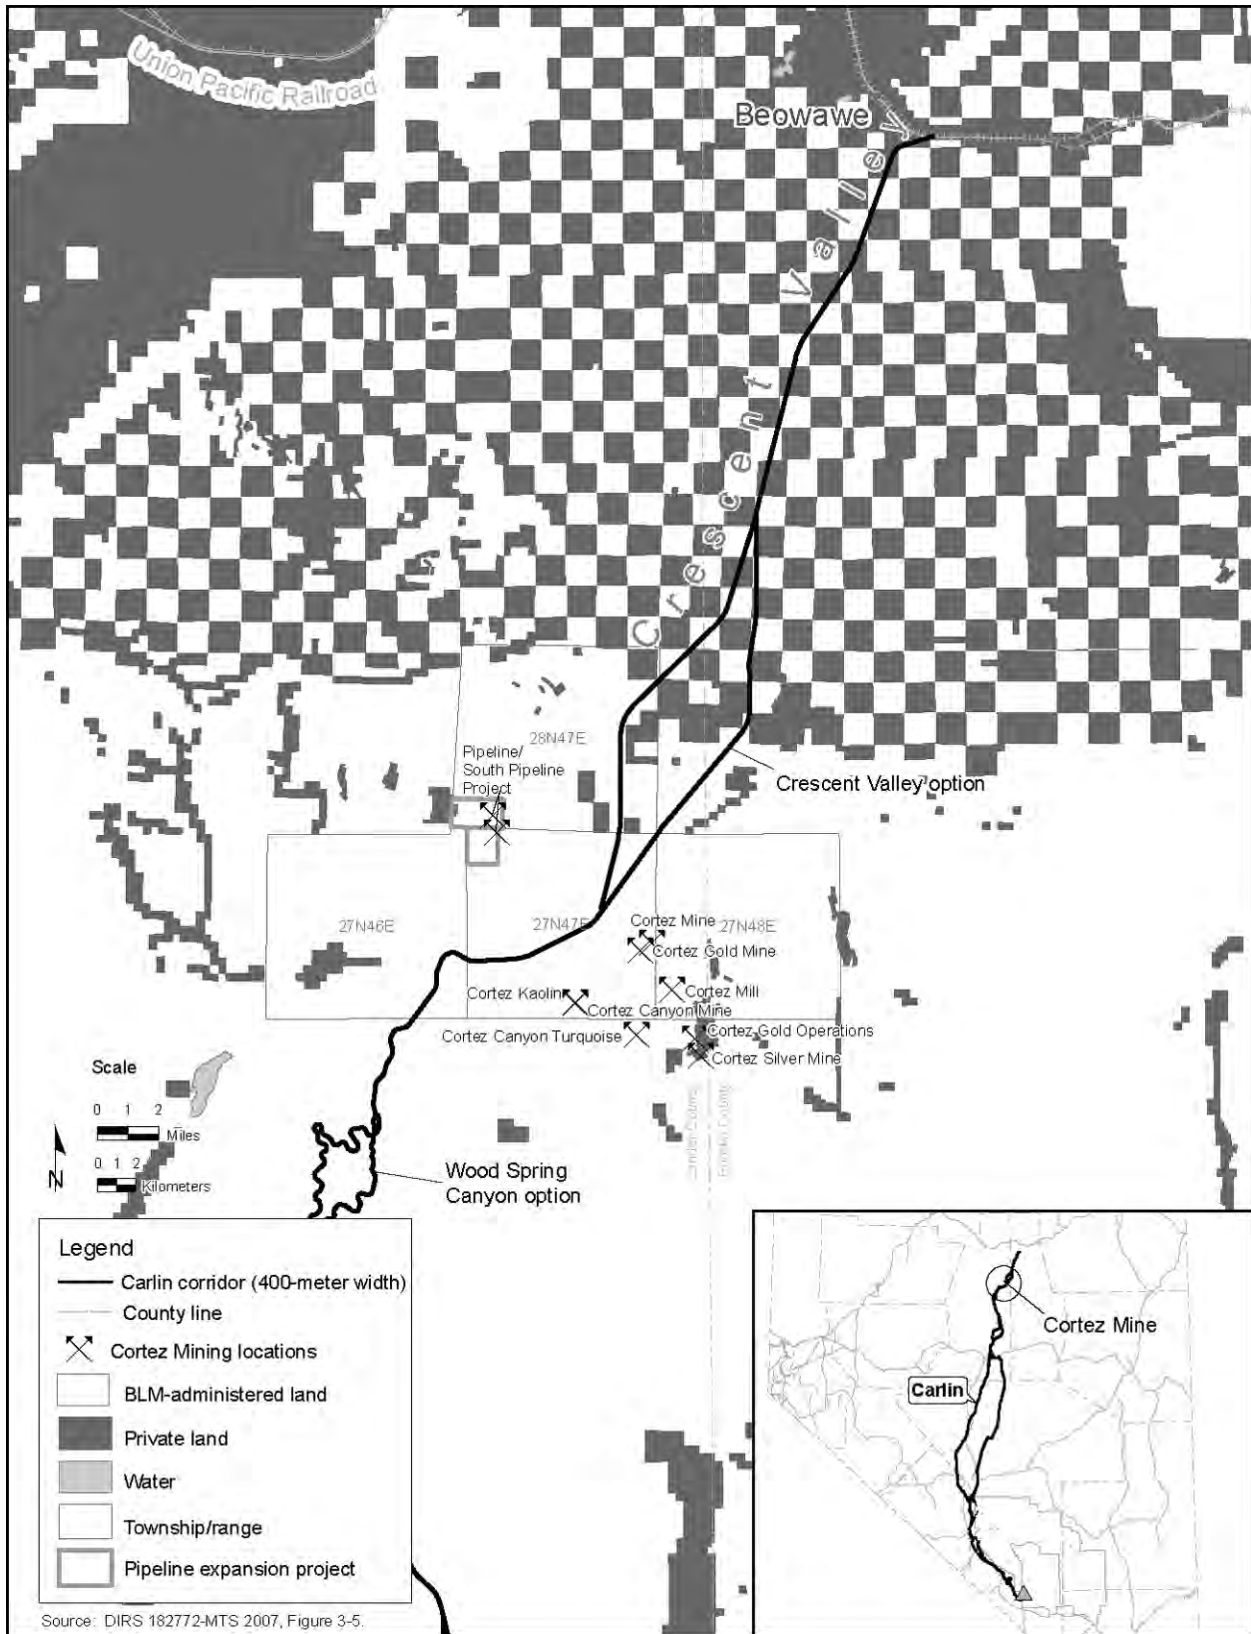 Union Pacific Railroad
Beowawe
Crescent Valley
28N47E
Pipeline/
South Pipeline
Project
Crescent Valley option
27N46E
27N47E
27N48E
Cortez Mine
Cortez Gold Mine
Cortez Kaolin
Cortez Mill
Cortez Canyon Mine
Cortez Canyon Turquoise
Cortez Gold Operations
Cortez Silver Mine
Lander County
Eureka County
Scale
0 1 2
Miles
0 1 2
Kilometers
N
Wood Spring
Canyon option
Legend
Carlin corridor (400-meter width)
County line
Cortez Mining locations
BLM-administered land
Private land
Water
Township/range
Pipeline expansion project
Source: DIRS 182772-MTS 2007, Figure 3-5.
Cortez Mine
Carlin